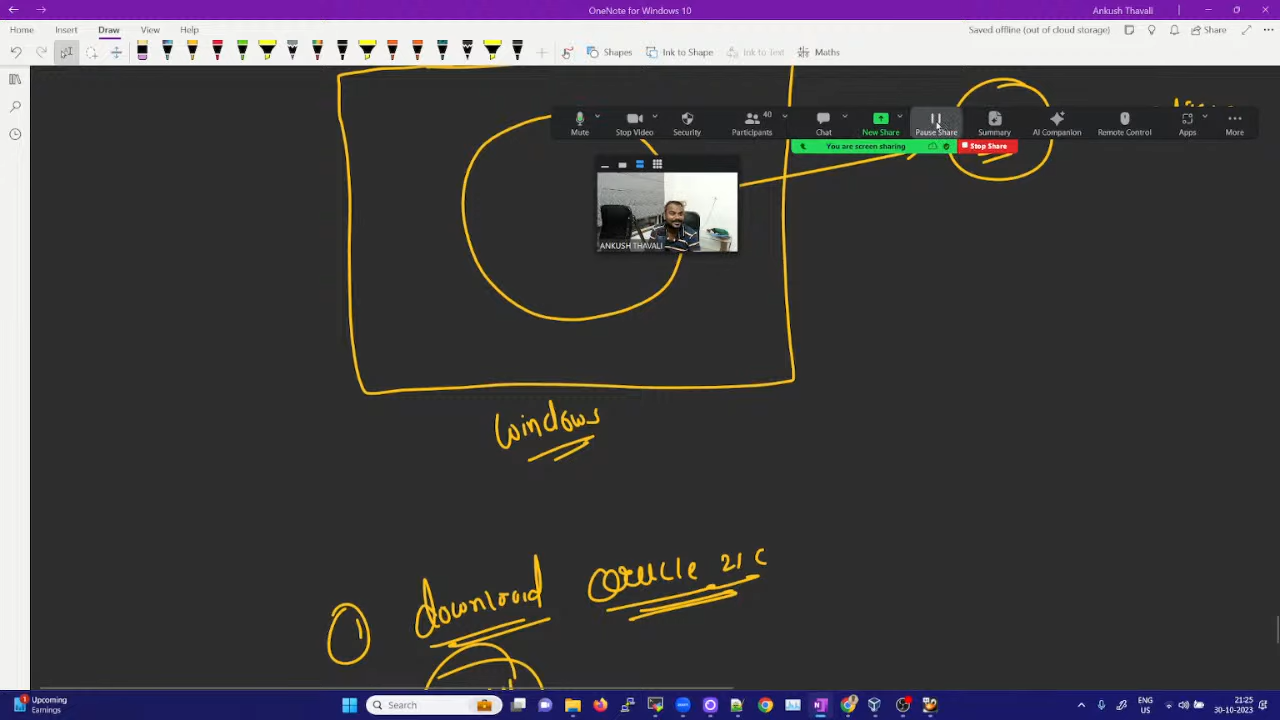 OneNote for Windows 10
Ankush Thavali
Home Insert Draw View Help
Saved offline (out of cloud storage)
Share
Shapes
Ink to Shape
Ink to Text
Maths
40
Mute
Stop Video
Security
Participants
Chat
New Share
Pause Share
Summary
AI Companion
Remote Control
Apps
More
You are screen sharing
Stop Share
ANKUSH THAVALI
windows
1 download oracle 21 c
1
Upcoming
Earnings
Search
ENG
UK
21:25
30-10-2023